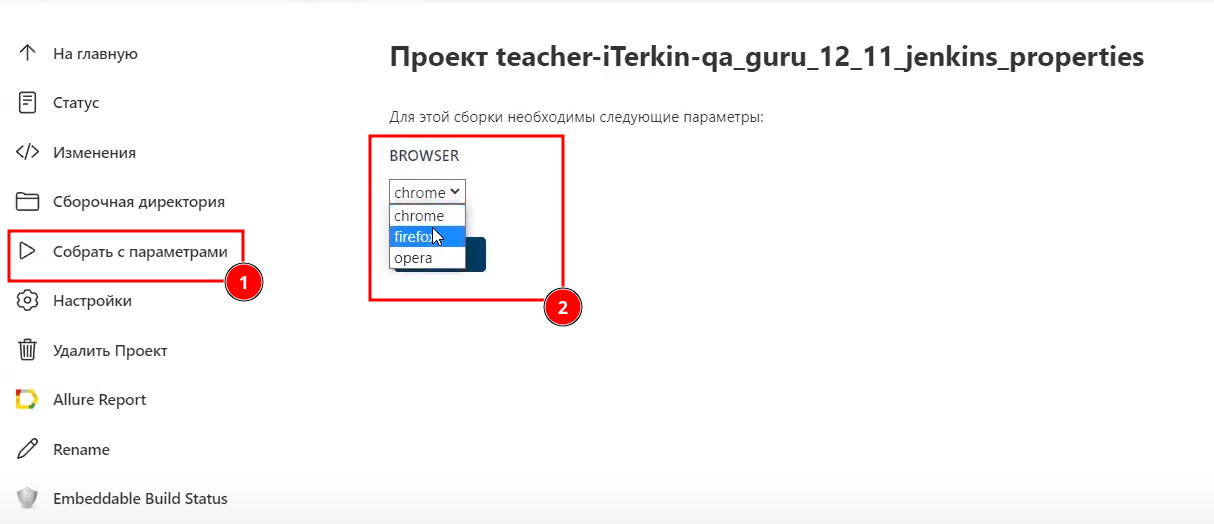 На главную
Статус
Изменения
Сборочная директория
Собрать с параметрами
1
Настройки
Удалить Проект
Allure Report
Rename
Embeddable Build Status
Проект teacher-iTerkin-qa_guru_12_11_jenkins_properties
Для этой сборки необходимы следующие параметры:
BROWSER
chrome
chrome
firefox
opera
2